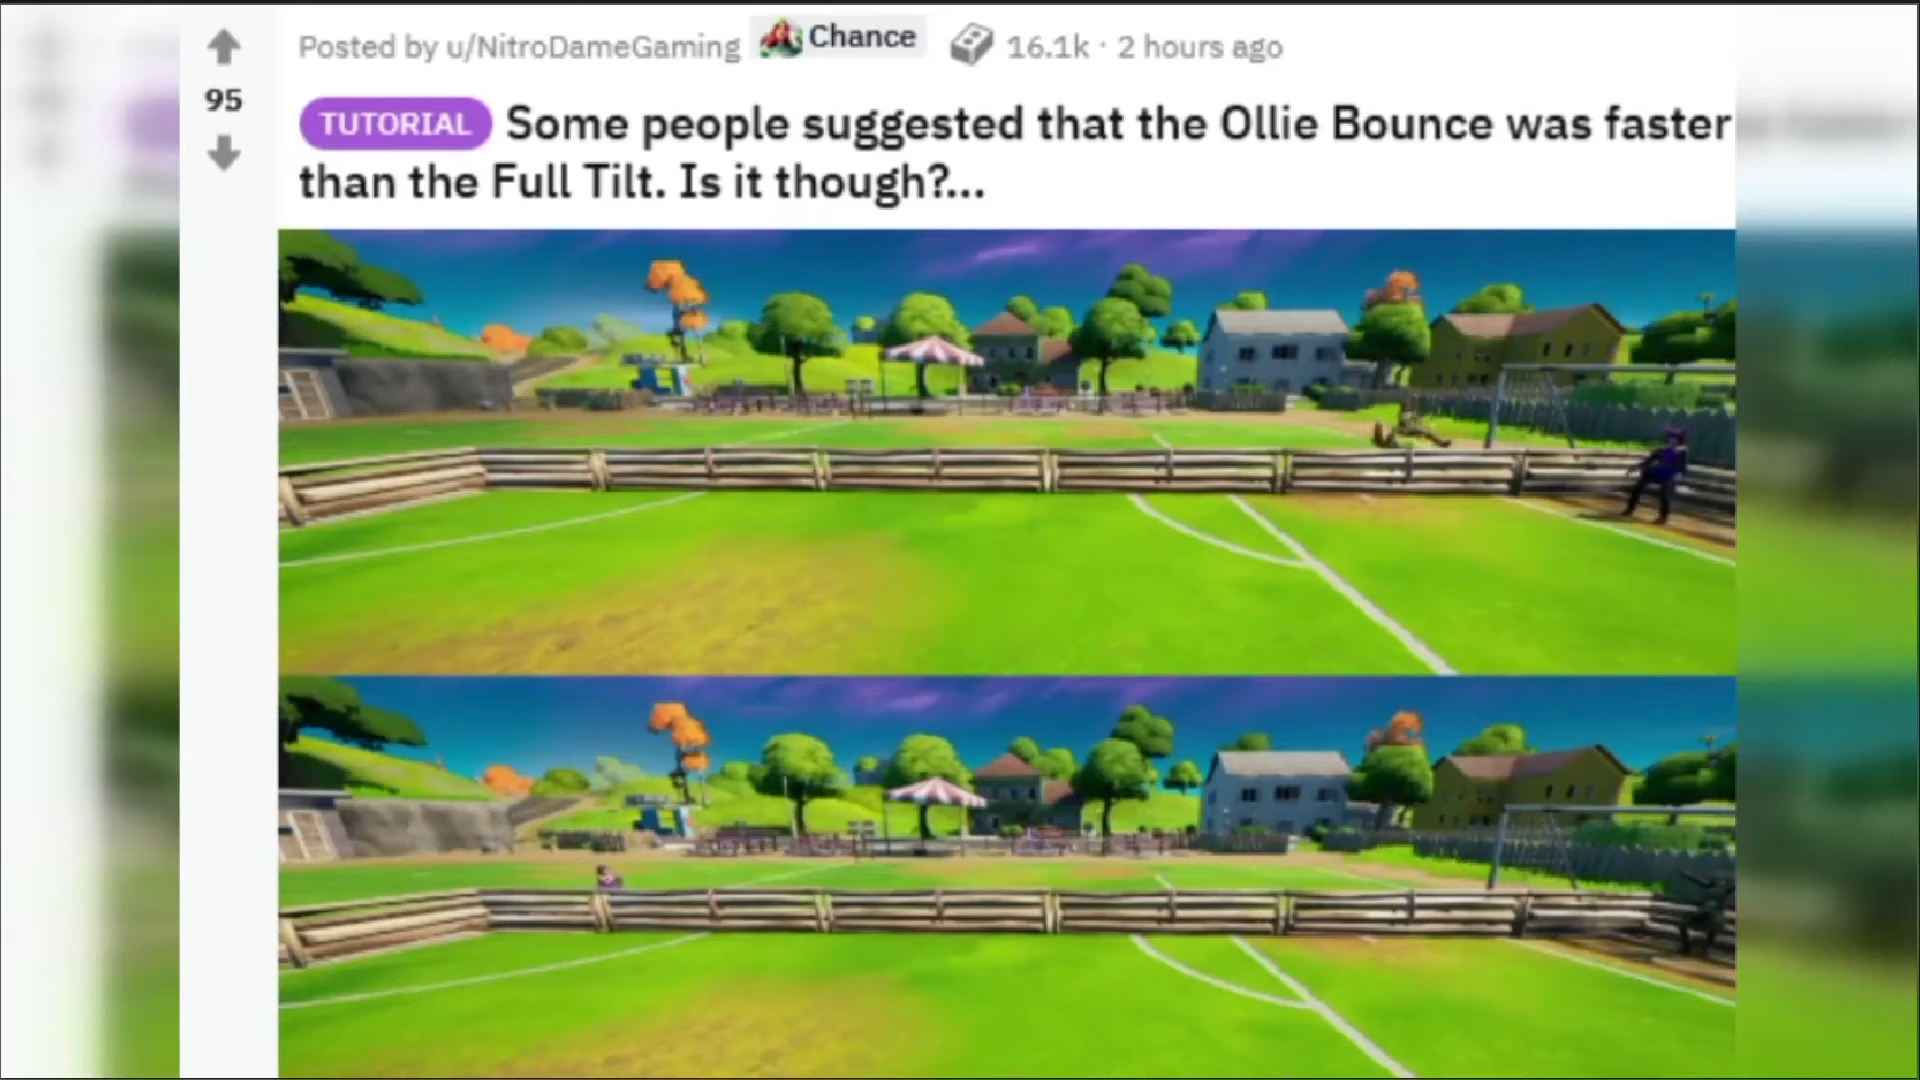 Posted by u/NitroDameGaming Chance 16.1k · 2 hours ago
95
TUTORIAL Some people suggested that the Ollie Bounce was faster
than the Full Tilt. Is it though?...